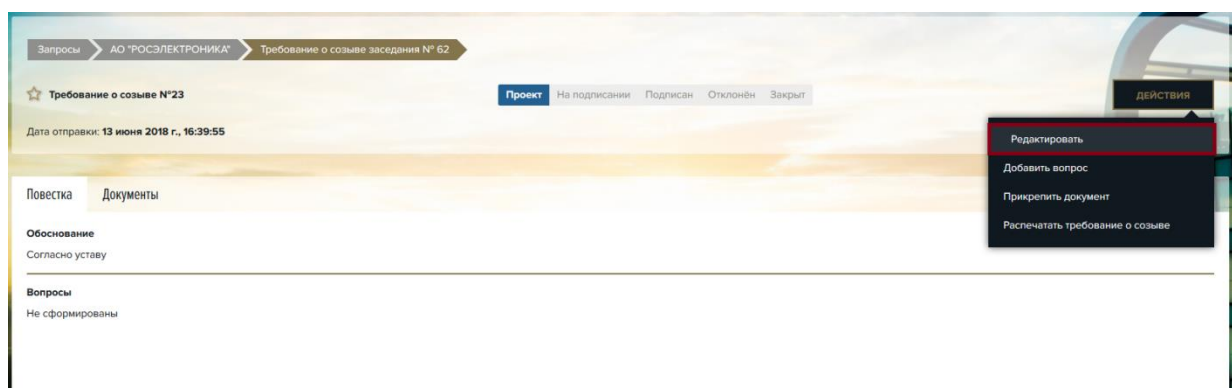 Запросы АО "РОСЭЛЕКТРОНИКА" Требование о созыве заседания № 62
Требование о созыве №23
Проект На подписании Подписан Отклонён Закрыт
ДЕЙСТВИЯ
Дата отправки: 13 июня 2018 г., 16:39:55
Редактировать
Добавить вопрос
Прикрепить документ
Распечатать требование о созыве
Повестка Документы
Обоснование
Согласно уставу
Вопросы
Не сформированы